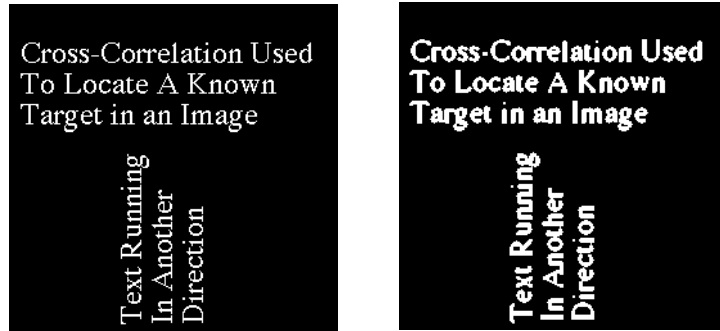 Cross-Correlation Used
To Locate A Known
Target in an Image
Text Running
In Another
Direction
Cross-Correlation Used
To Locate A Known
Target in an Image
Text Running
In Another
Direction